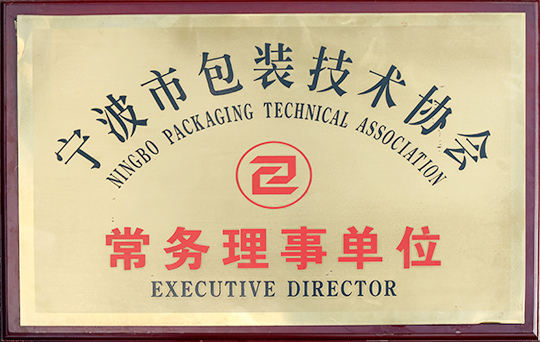 宁波市包装技术协会
NINGBO PACKAGING TECHNICAL ASSOCIATION
常务理事单位
EXECUTIVE DIRECTOR